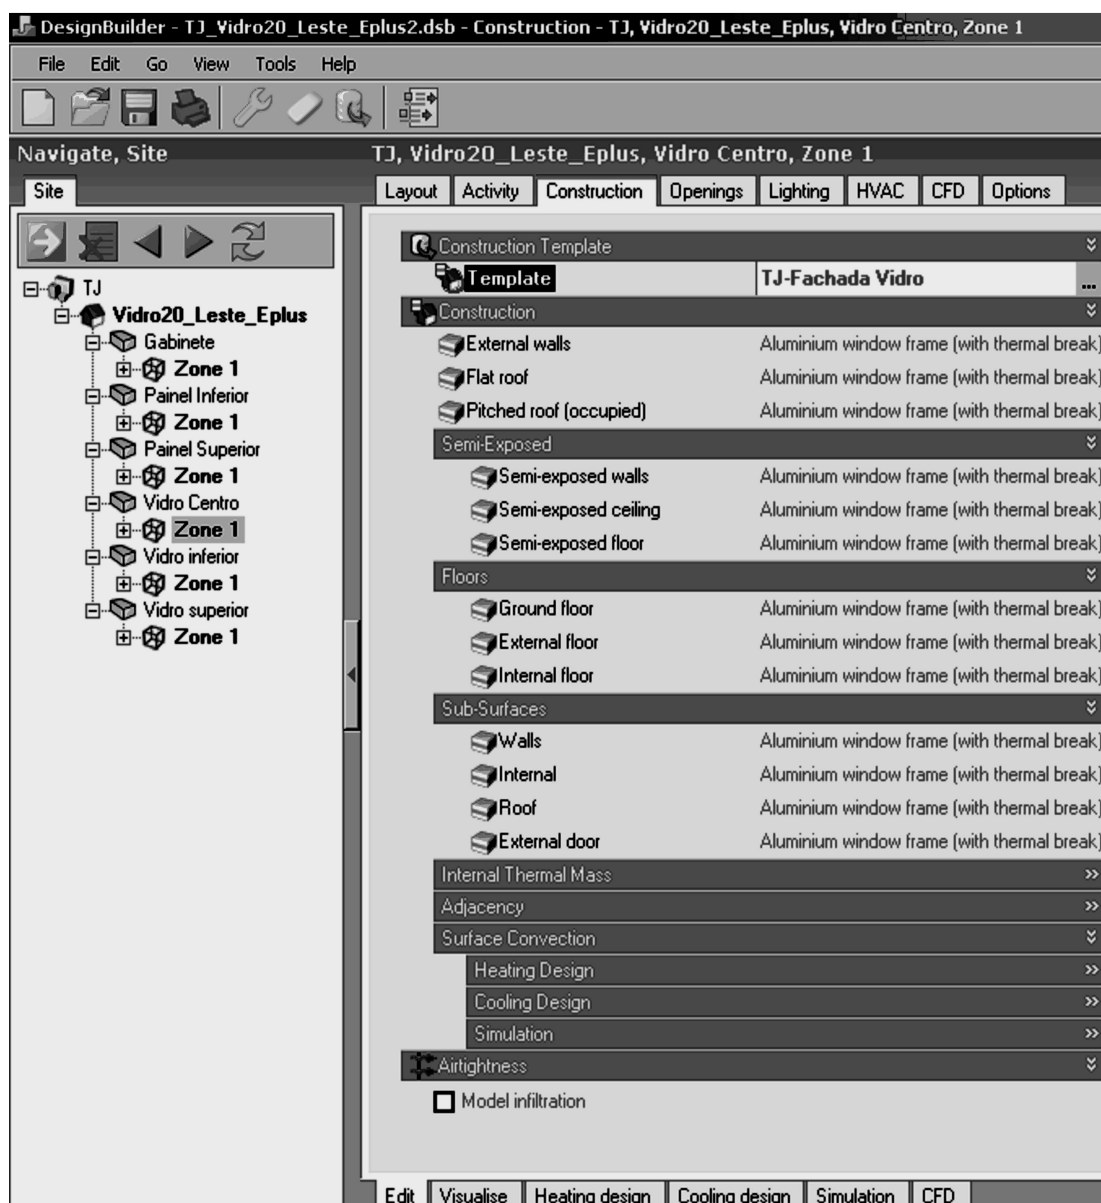 DesignBuilder - TJ_Vidro20_Leste_Eplus2.dsb - Construction - TJ, Vidro20_Leste_Eplus, Vidro Centro, Zone 1
File Edit Go View Tools Help
Navigate, Site
Site
TJ
Vidro20_Leste_Eplus
Gabinete
Zone 1
Painel Inferior
Zone 1
Painel Superior
Zone 1
Vidro Centro
Zone 1
Vidro inferior
Zone 1
Vidro superior
Zone 1
TJ, Vidro20_Leste_Eplus, Vidro Centro, Zone 1
Layout Activity Construction Openings Lighting HVAC CFD Options
Construction Template
Template TJ-Fachada Vidro ...
Construction
External walls Aluminium window frame (with thermal break)
Flat roof Aluminium window frame (with thermal break)
Pitched roof (occupied) Aluminium window frame (with thermal break)
Semi-Exposed
Semi-exposed walls Aluminium window frame (with thermal break)
Semi-exposed ceiling Aluminium window frame (with thermal break)
Semi-exposed floor Aluminium window frame (with thermal break)
Floors
Ground floor Aluminium window frame (with thermal break)
External floor Aluminium window frame (with thermal break)
Internal floor Aluminium window frame (with thermal break)
Sub-Surfaces
Walls Aluminium window frame (with thermal break)
Internal Aluminium window frame (with thermal break)
Roof Aluminium window frame (with thermal break)
External door Aluminium window frame (with thermal break)
Internal Thermal Mass
Adjacency
Surface Convection
Heating Design
Cooling Design
Simulation
Airtightness
Model infiltration
Edit Visualise Heating design Cooling design Simulation CFD